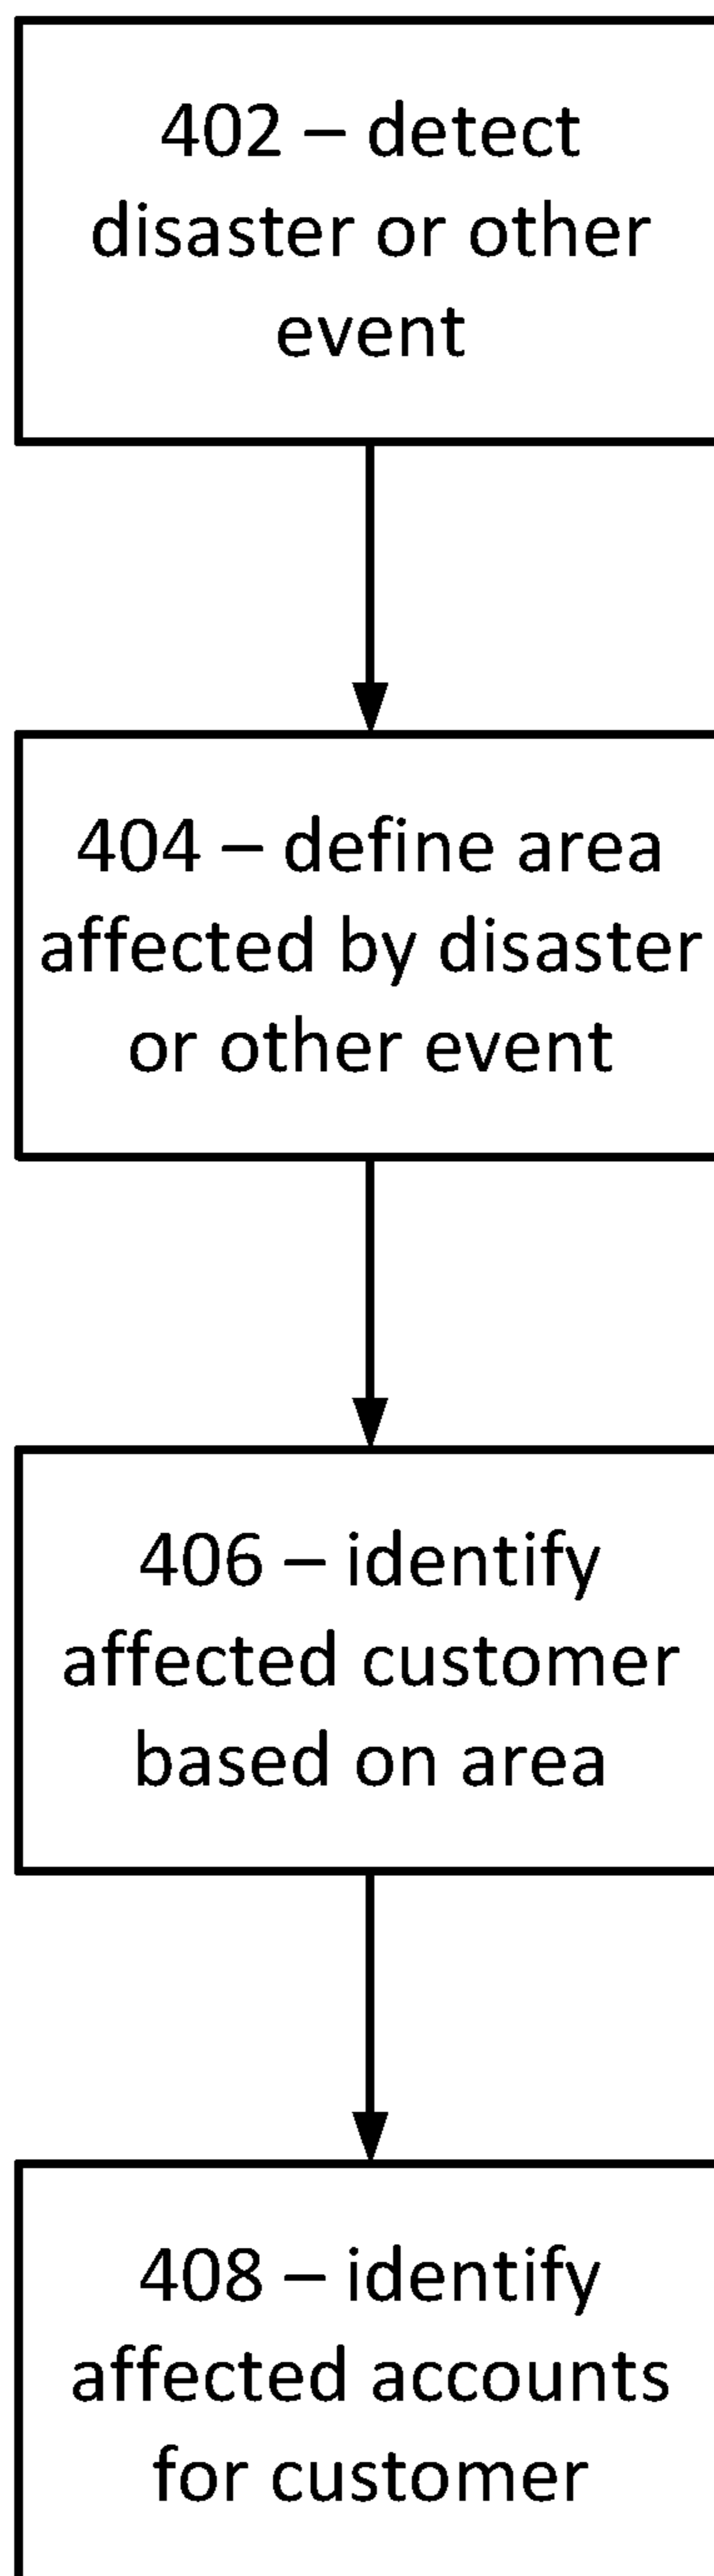 402 – detect
disaster or other
event
404 – define area
affected by disaster
or other event
406 – identify
affected customer
based on area
408 – identify
affected accounts
for customer